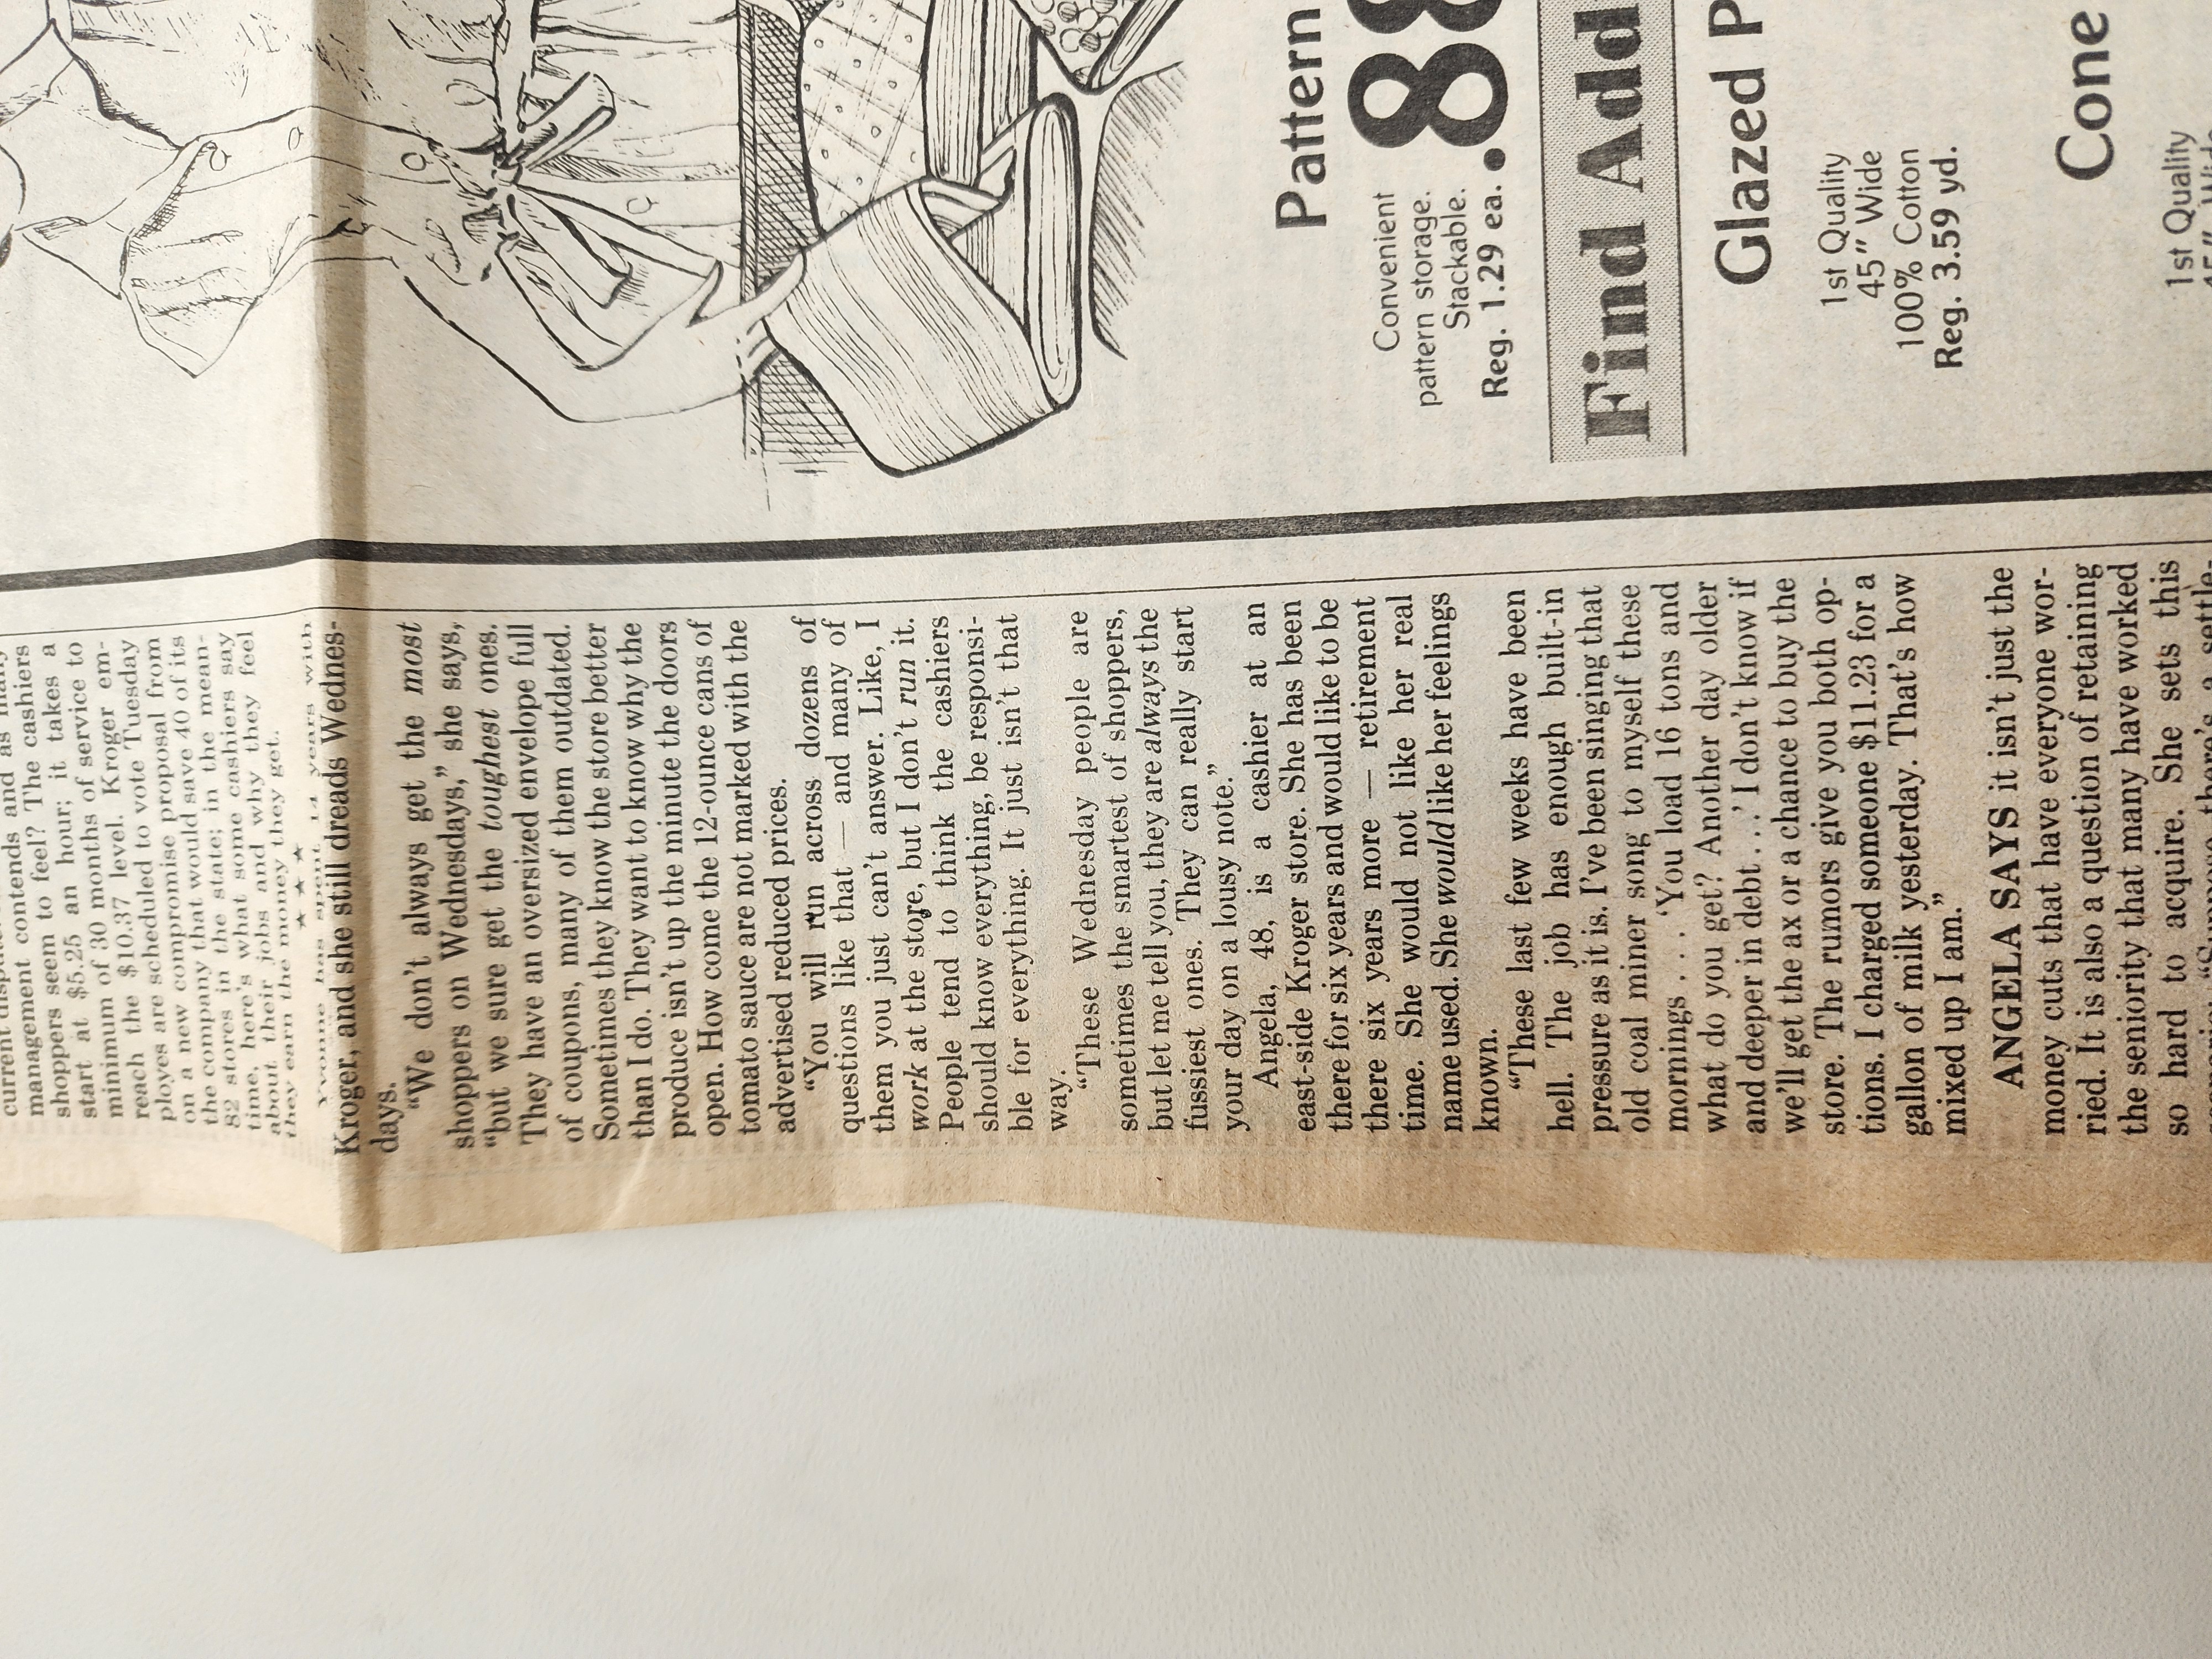 management contends and as many
shoppers seem to feel? The cashiers
start at $5.25 an hour; it takes a
minimum of 30 months of service to
reach the $10.37 level. Kroger em-
ployes are scheduled to vote Tuesday
on a new compromise proposal from
the company that would save 40 of its
82 stores in the state; in the mean-
time, here's what some cashiers say
about their jobs and why they feel
they earn the money they get.
★ ★ ★
Yvonne has spent 14 years with
Kroger, and she still dreads Wednes-
days.
“We don't always get the most
shoppers on Wednesdays,” she says,
“but we sure get the toughest ones.
They have an oversized envelope full
of coupons, many of them outdated.
Sometimes they know the store better
than I do. They want to know why the
produce isn't up the minute the doors
open. How come the 12-ounce cans of
tomato sauce are not marked with the
advertised reduced prices.
“You will run across dozens of
questions like that — and many of
them you just can't answer. Like, I
work at the store, but I don't run it.
People tend to think the cashiers
should know everything, be responsi-
ble for everything. It just isn't that
way.
“These Wednesday people are
sometimes the smartest of shoppers,
but let me tell you, they are always the
fussiest ones. They can really start
your day on a lousy note.”
Angela, 48, is a cashier at an
east-side Kroger store. She has been
there for six years and would like to be
there six years more — retirement
time. She would not like her real
name used. She would like her feelings
known.
“These last few weeks have been
hell. The job has enough built-in
pressure as it is. I've been singing that
old coal miner song to myself these
mornings . . . ‘You load 16 tons and
what do you get? Another day older
and deeper in debt . . .’ I don't know if
we'll get the ax or a chance to buy the
store. The rumors give you both op-
tions. I charged someone $11.23 for a
gallon of milk yesterday. That's how
mixed up I am.”
ANGELA SAYS it isn't just the
money cuts that have everyone wor-
ried. It is also a question of retaining
the seniority that many have worked
so hard to acquire. She sets this
Pattern
Convenient
pattern storage.
Stackable.
Reg. 1.29 ea.
.88
Find Add
Glazed P
1st Quality
45” Wide
100% Cotton
Reg. 3.59 yd.
Cone
1st Quality